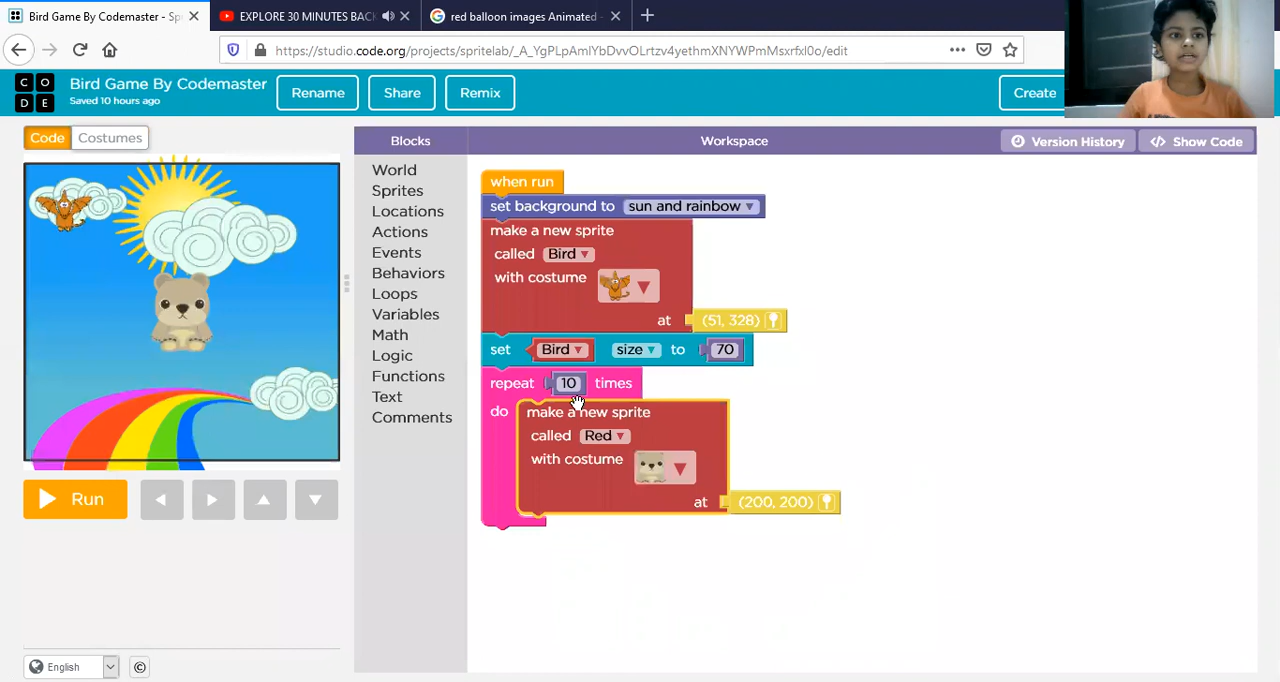 Bird Game By Codemaster - Sp
EXPLORE 30 MINUTES BACK
red balloon images Animated -
https://studio.code.org/projects/spritelab/_A_YgPLpAmlYbDvvOLrtzv4yethmXNYWPmMsxrfxl0o/edit
C O
D E
Bird Game By Codemaster
Saved 10 hours ago
Rename
Share
Remix
Create
Code
Costumes
Blocks
Workspace
Version History
</> Show Code
World
Sprites
Locations
Actions
Events
Behaviors
Loops
Variables
Math
Logic
Functions
Text
Comments
when run
set background to sun and rainbow
make a new sprite
called Bird
with costume
at (51, 328)
set Bird size to 70
repeat 10 times
do make a new sprite
called Red
with costume
at (200, 200)
Run
English
©